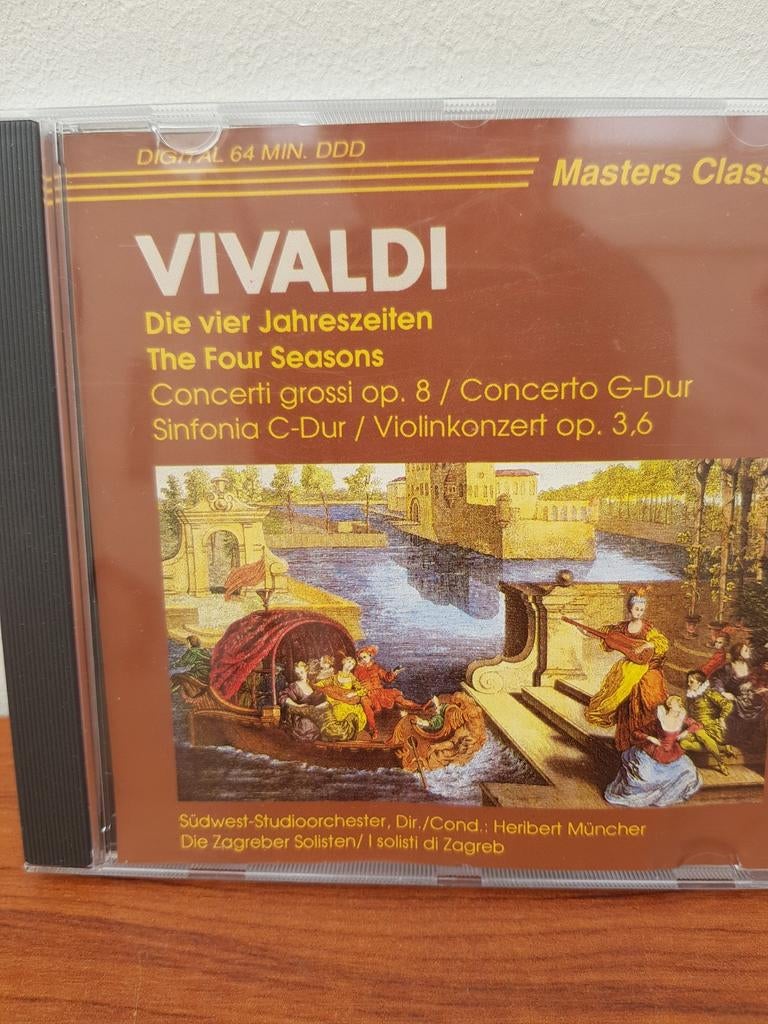 DIGITAL 64 MIN. DDD
Masters Class
VIVALDI
Die vier Jahreszeiten
The Four Seasons
Concerti grossi op. 8 / Concerto G-Dur
Sinfonia C-Dur / Violinkonzert op. 3,6
Südwest-Studioorchester, Dir./Cond.: Heribert Müncher
Die Zagreber Solisten/ I solisti di Zagreb